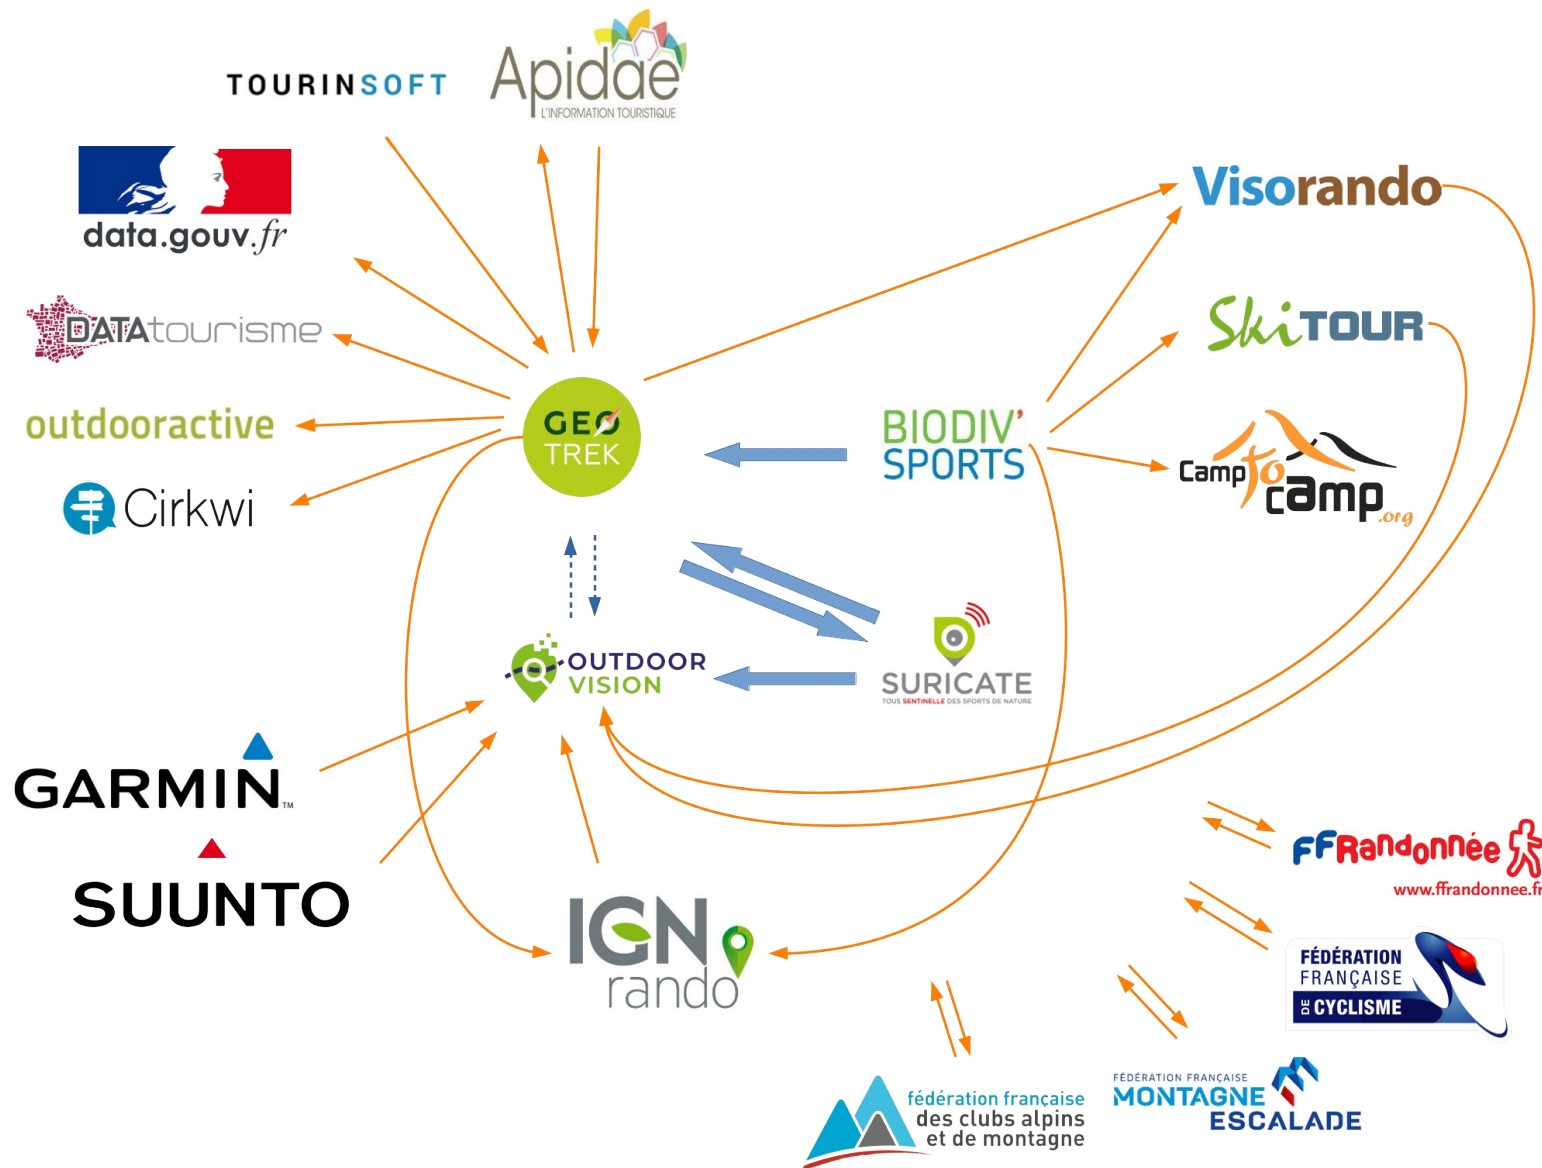 TOURINSOFT
Apidae
L'INFORMATION TOURISTIQUE
data.gouv.fr
DATAtourisme
outdooractive
Cirkwi
GEO
TREK
BIODIV'
SPORTS
Visorando
SkiTOUR
Camp to camp.org
OUTDOOR
VISION
SURICATE
TOUS SENTINELLE DES SPORTS DE NATURE
GARMIN™
SUUNTO
IGN
rando
FFRandonnée
www.ffrandonnee.fr
FÉDÉRATION
FRANÇAISE
DE CYCLISME
fédération française
des clubs alpins
et de montagne
FÉDÉRATION FRANÇAISE
MONTAGNE
ESCALADE